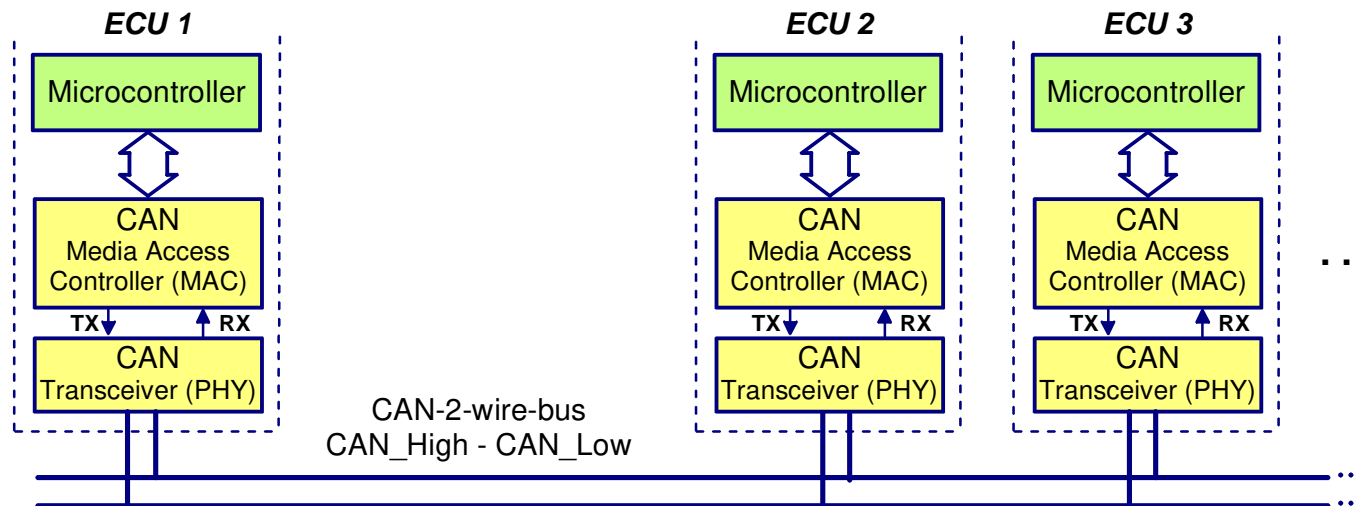 ECU 1
Microcontroller
CAN
Media Access
Controller (MAC)
TX
RX
CAN
Transceiver (PHY)
ECU 2
Microcontroller
CAN
Media Access
Controller (MAC)
TX
RX
CAN
Transceiver (PHY)
ECU 3
Microcontroller
CAN
Media Access
Controller (MAC)
TX
RX
CAN
Transceiver (PHY)
. .
CAN-2-wire-bus
CAN_High - CAN_Low